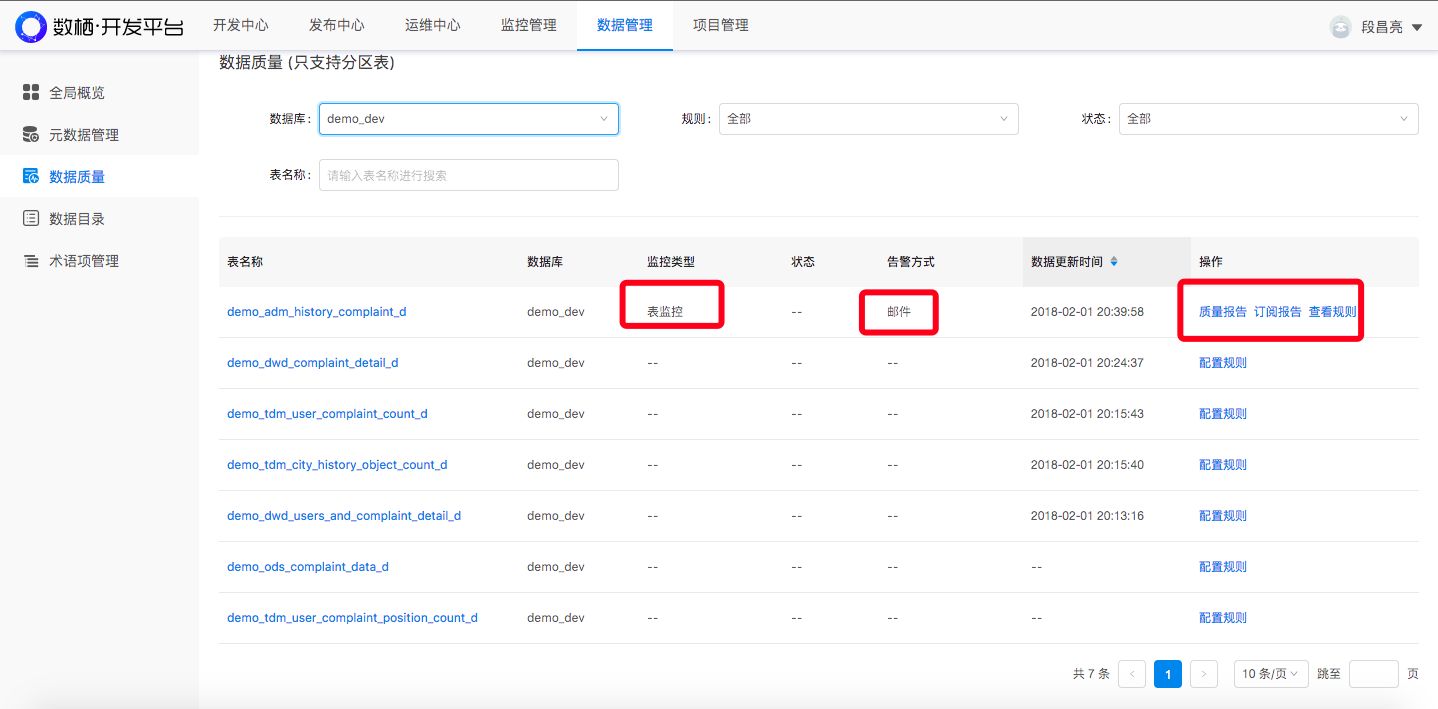 数栖·开发平台 开发中心 发布中心 运维中心 监控管理 数据管理 项目管理 段昌亮
全局概览
元数据管理
数据质量
数据目录
术语项管理
数据质量 (只支持分区表)
数据库: demo_dev 规则: 全部 状态: 全部
表名称: 请输入表名称进行搜索
表名称 数据库 监控类型 状态 告警方式 数据更新时间 操作
demo_adm_history_complaint_d demo_dev 表监控 -- 邮件 2018-02-01 20:39:58 质量报告 订阅报告 查看规则
demo_dwd_complaint_detail_d demo_dev -- -- -- 2018-02-01 20:24:37 配置规则
demo_tdm_user_complaint_count_d demo_dev -- -- -- 2018-02-01 20:15:43 配置规则
demo_tdm_city_history_object_count_d demo_dev -- -- -- 2018-02-01 20:15:40 配置规则
demo_dwd_users_and_complaint_detail_d demo_dev -- -- -- 2018-02-01 20:13:16 配置规则
demo_ods_complaint_data_d demo_dev -- -- -- -- 配置规则
demo_tdm_user_complaint_position_count_d demo_dev -- -- -- -- 配置规则
共 7 条 < 1 > 10 条/页 跳至 页